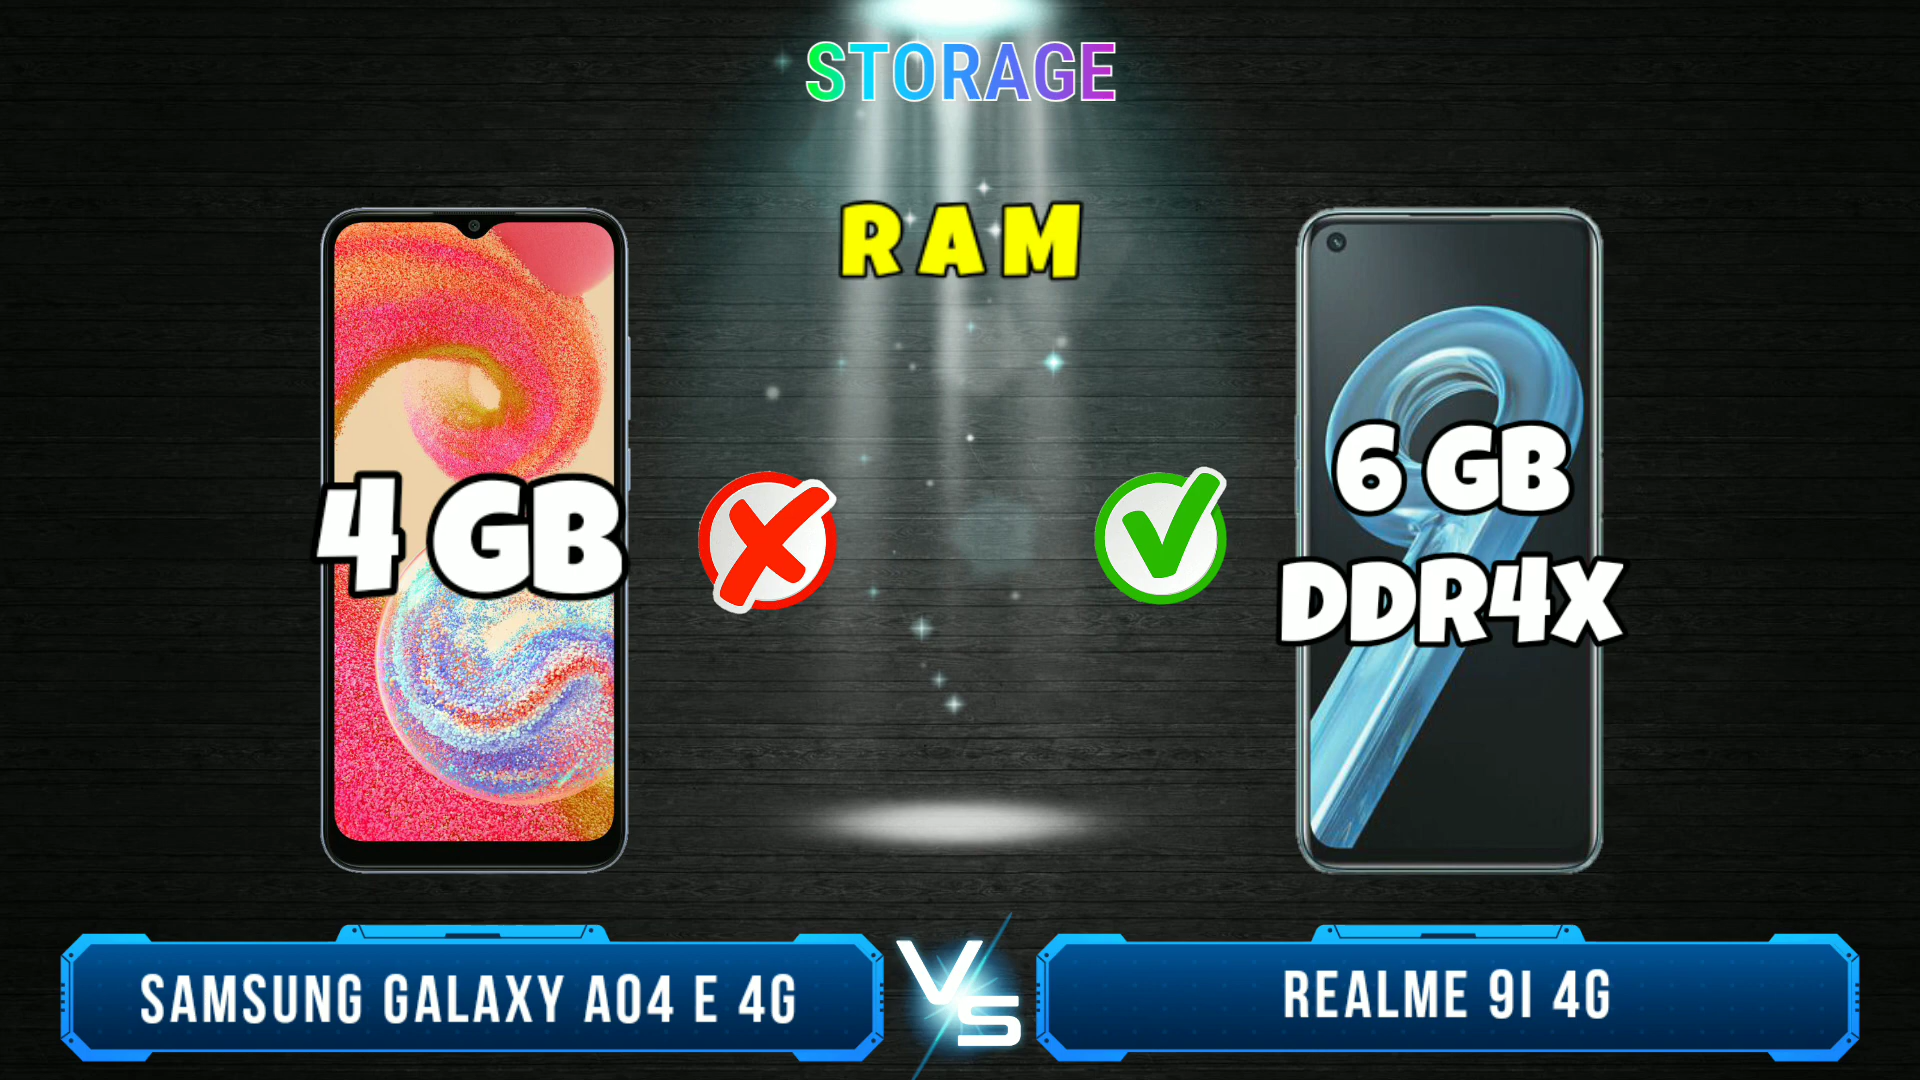 STORAGE
RAM
4 GB
6 GB
DDR4X
SAMSUNG GALAXY A04 E 4G
VS
REALME 9I 4G